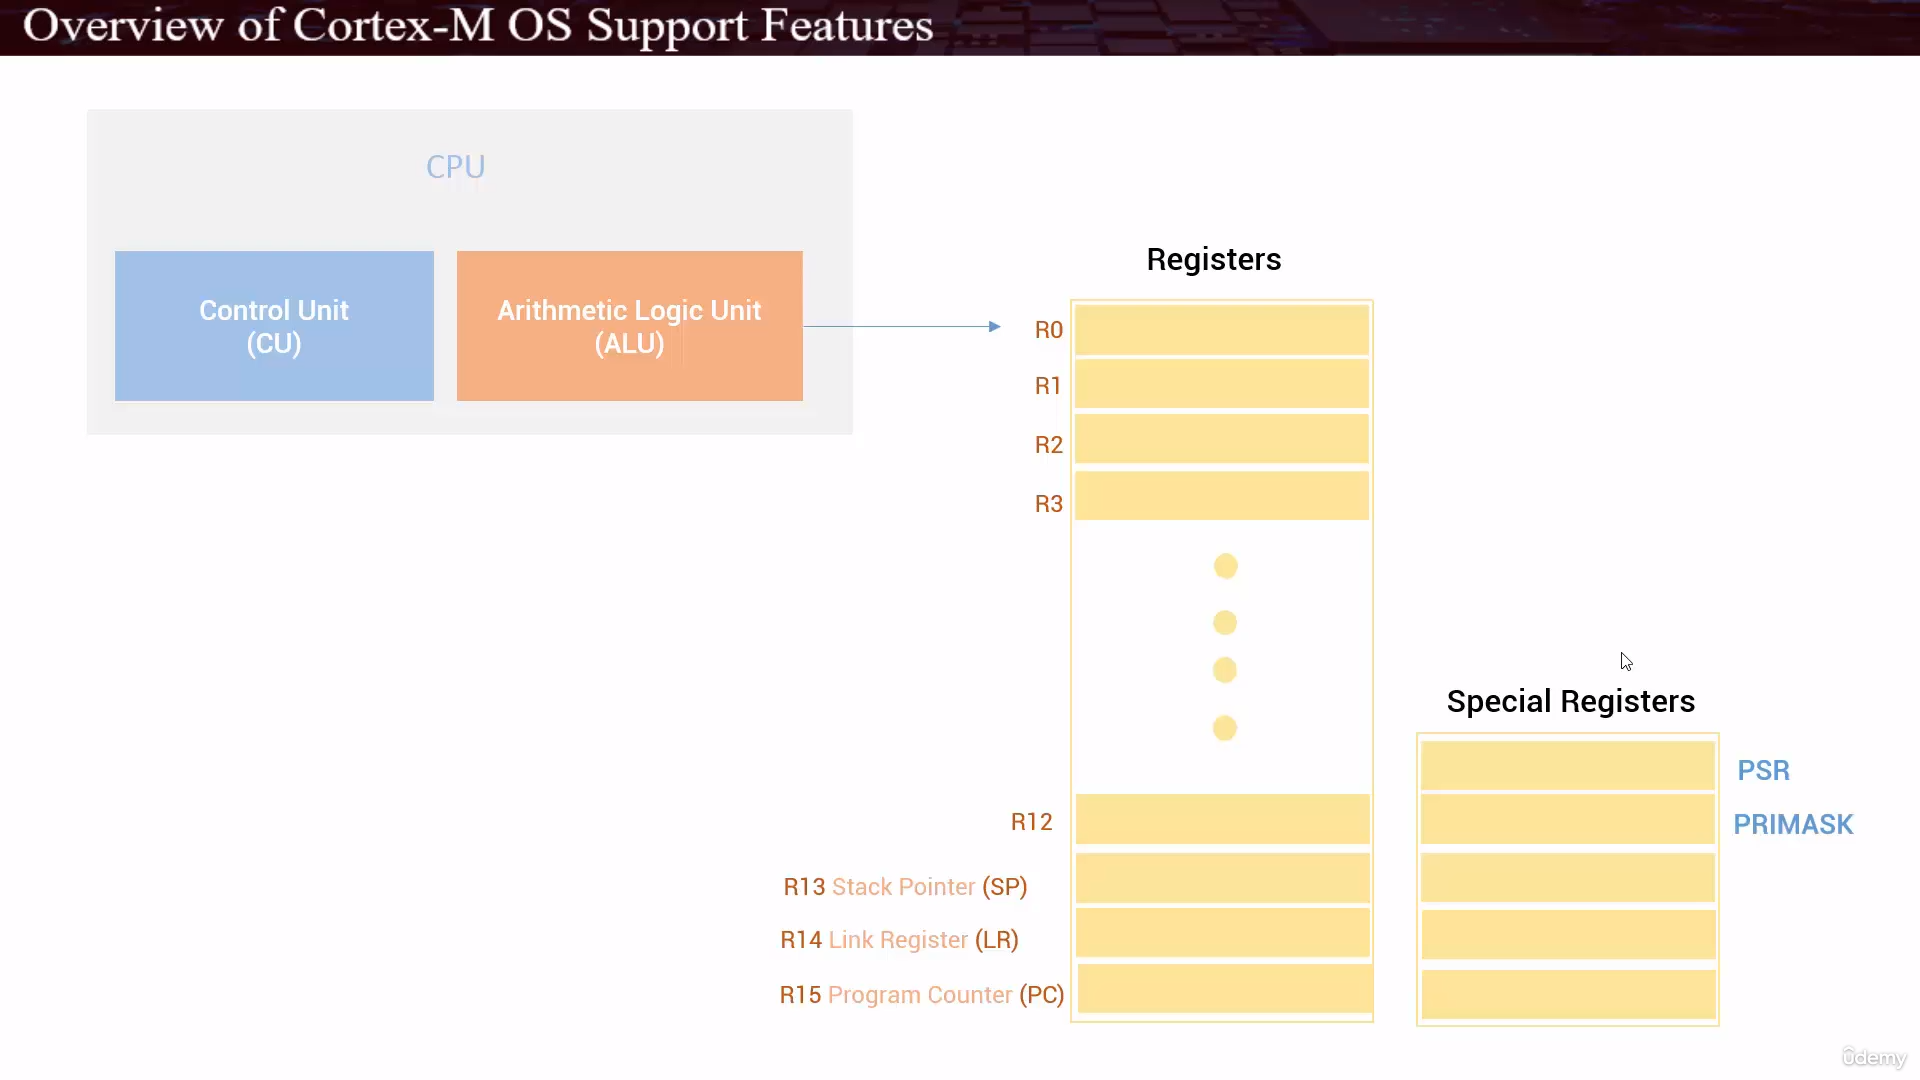 Overview of Cortex-M OS Support Features
CPU
Control Unit
(CU)
Arithmetic Logic Unit
(ALU)
Registers
R0
R1
R2
R3
R12
R13 Stack Pointer (SP)
R14 Link Register (LR)
R15 Program Counter (PC)
Special Registers
PSR
PRIMASK
ûdemy